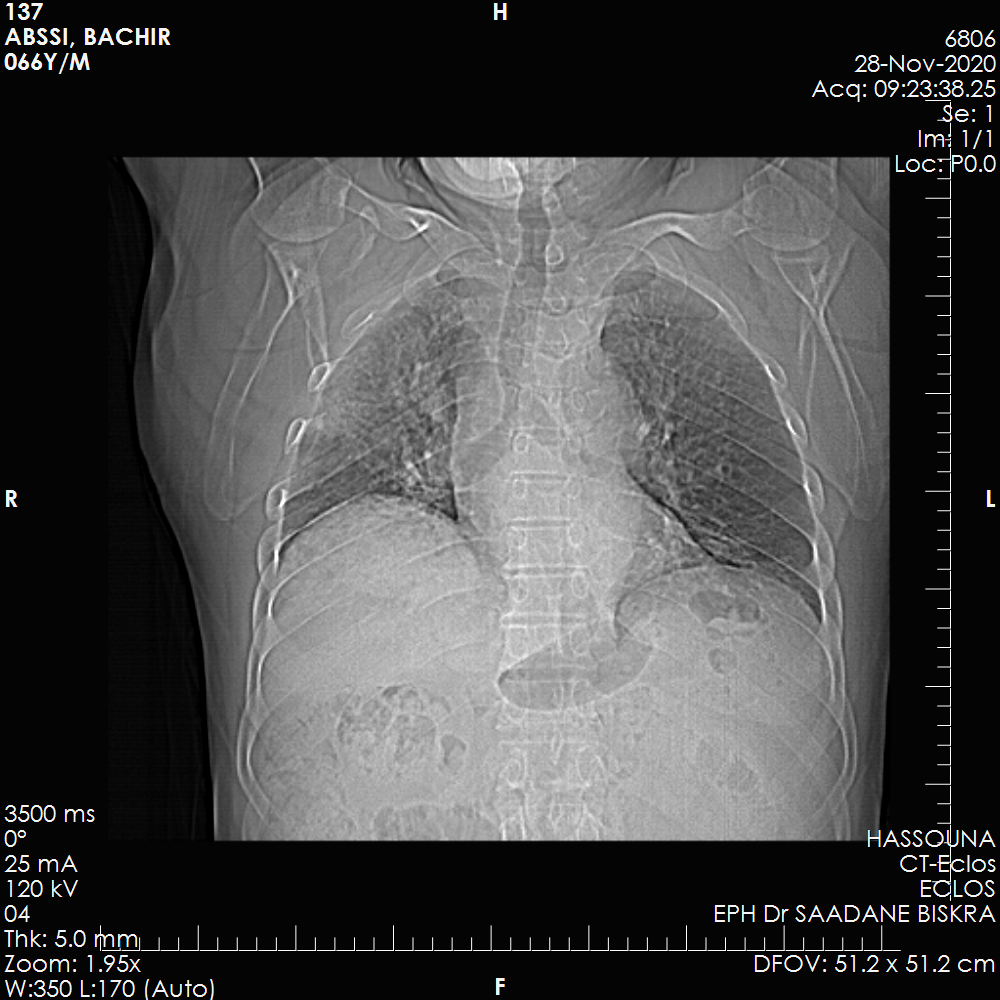 137
ABSSI, BACHIR
066Y/M
H
6806
28-Nov-2020
Acq: 09:23:38.25
Se: 1
Im: 1/1
Loc: P0.0
R
L
3500 ms
0°
25 mA
120 kV
04
Thk: 5.0 mm
Zoom: 1.95x
W:350 L:170 (Auto)
F
HASSOUNA
CT-Eclos
ECLOS
EPH Dr SAADANE BISKRA
DFOV: 51.2 x 51.2 cm